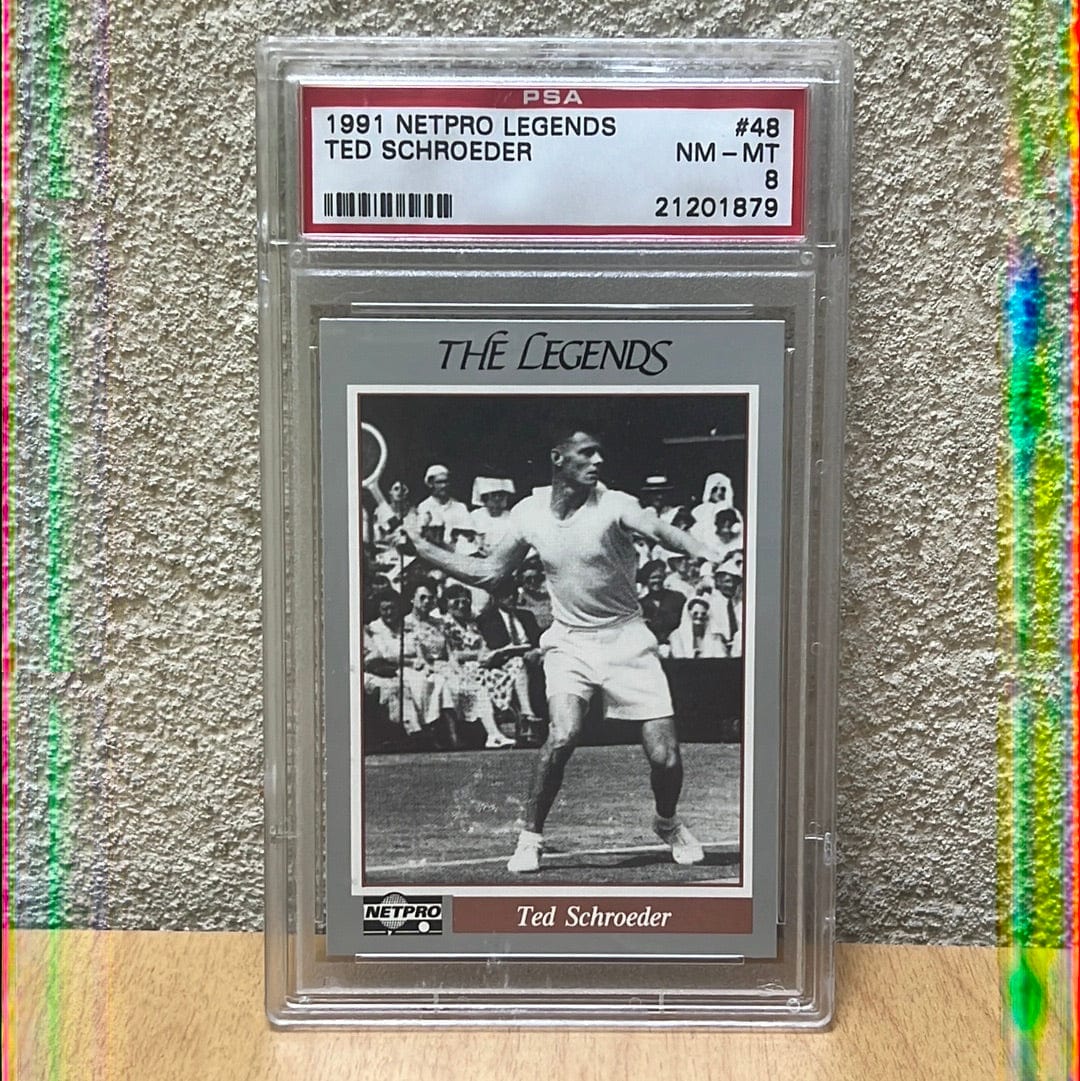 PSA
1991 NETPRO LEGENDS #48
TED SCHROEDER NM-MT
8
21201879
THE LEGENDS
NETPRO
Ted Schroeder